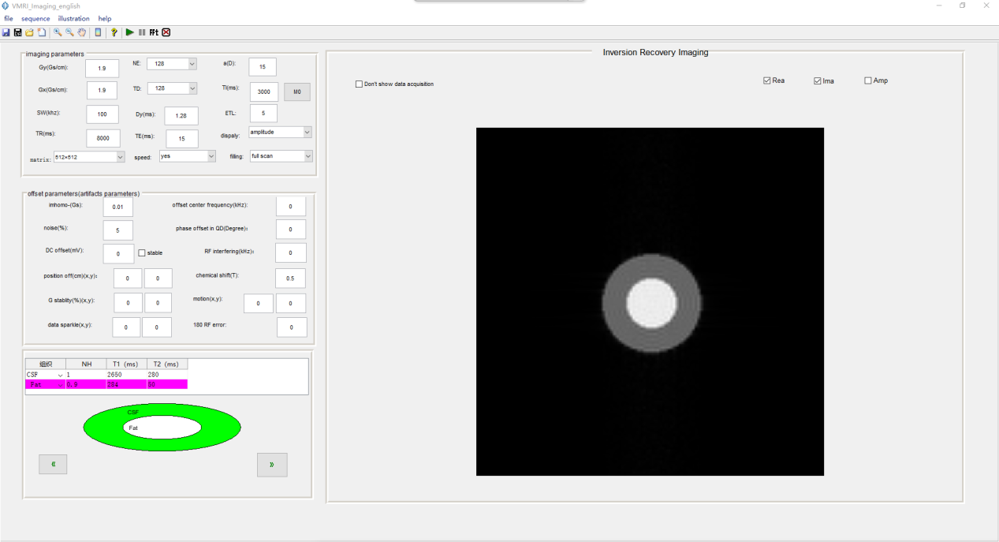 VMRI_Imaging_english
file sequence illustration help
FFt
imaging parameters
Gy(Gs/cm): 1.9 NE: 128 a(D): 15
Gx(Gs/cm): 1.9 TD: 128 TI(ms): 3000 M0
SW(khz): 100 Dy(ms): 1.28 ETL: 5
TR(ms): 8000 TE(ms): 15 dispaly: amplitude
matrix: 512×512 speed: yes filling: full scan
offset parameters(artifacts parameters)
imhomo-(Gs): 0.01 offset center frequency(kHz): 0
noise(%): 5 phase offset in QD(Degree): 0
DC offset(mV): 0 stable RF interfering(kHz): 0
position off(cm)(x,y): 0 0 chemical shift(T): 0.5
G stablity(%)(x,y): 0 0 motion(x,y): 0 0
data sparkle(x,y): 0 0 180 RF error: 0
组织 NH T1 (ms) T2 (ms)
CSF 1 2650 280
Fat 0.9 284 60
CSF
Fat
« »
Inversion Recovery Imaging
Don't show data acquisition Rea Ima Amp